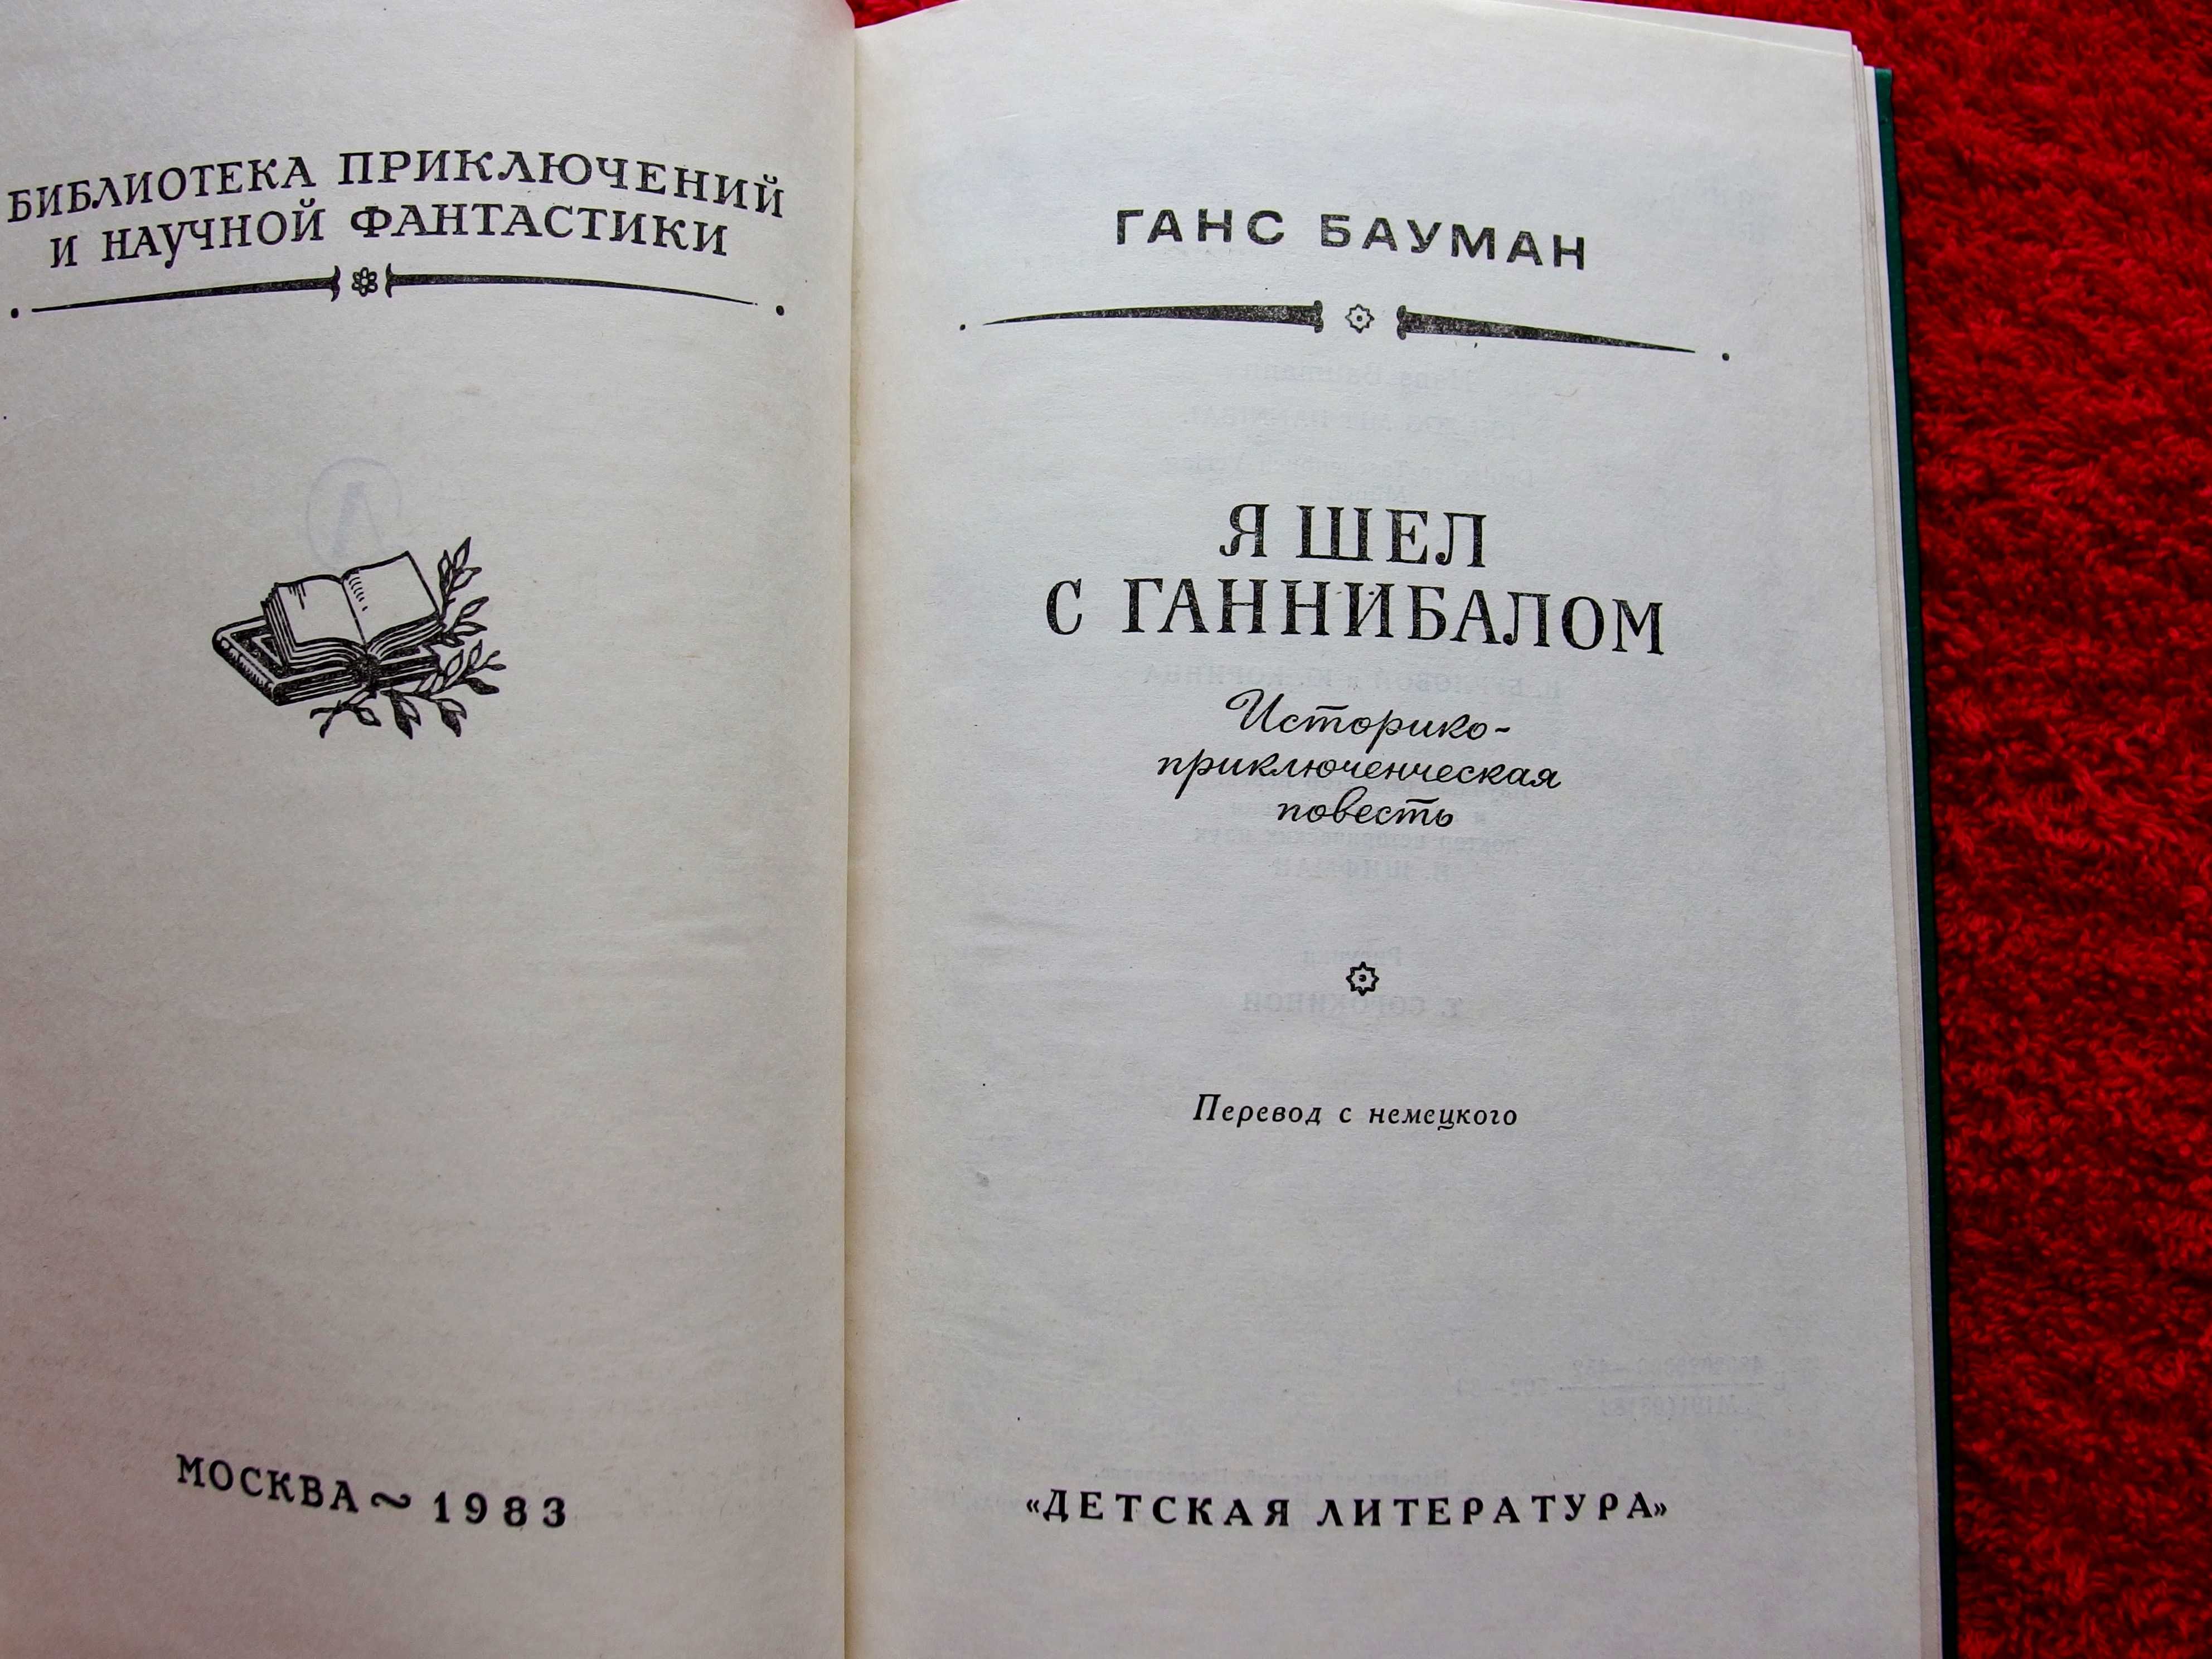 БИБЛИОТЕКА ПРИКЛЮЧЕНИЙ
И НАУЧНОЙ ФАНТАСТИКИ
МОСКВА ~ 1983
ГАНС БАУМАН
Я ШЕЛ
С ГАННИБАЛОМ
Историко-
приключенческая
повесть
Перевод с немецкого
«ДЕТСКАЯ ЛИТЕРАТУРА»